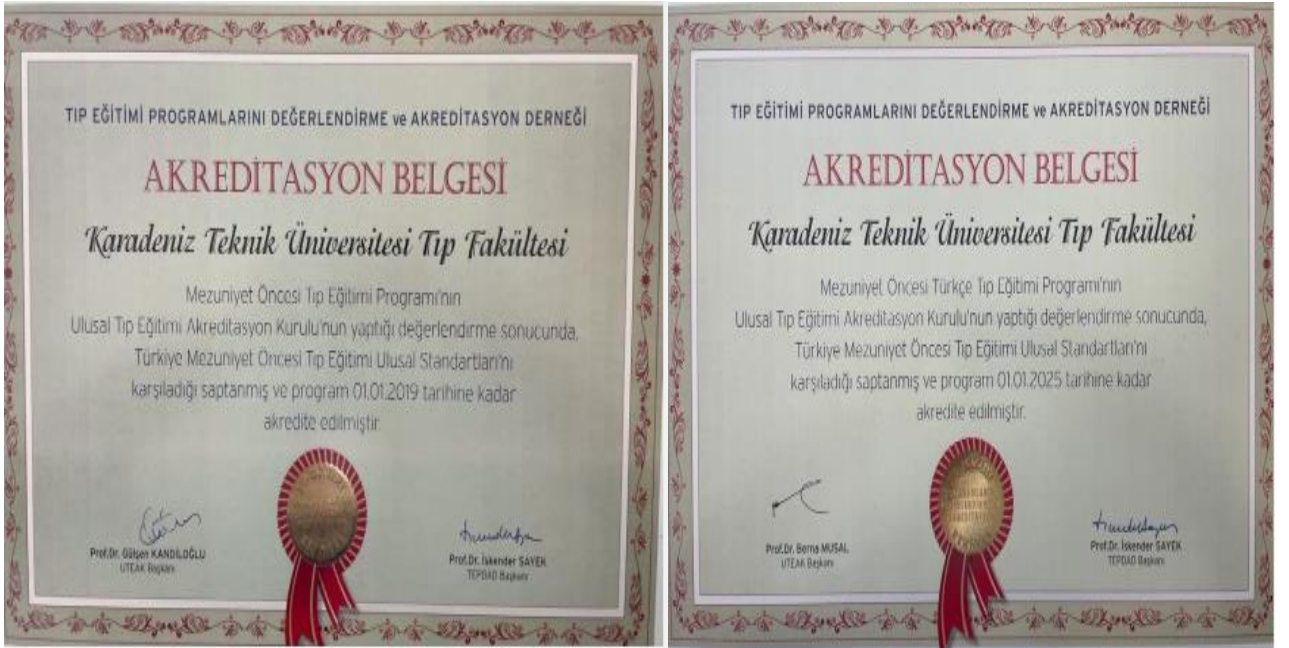 TIP EĞİTİMİ PROGRAMLARINI DEĞERLENDİRME ve AKREDİTASYON DERNEĞİ
AKREDİTASYON BELGESİ
Karadeniz Teknik Üniversitesi Tıp Fakültesi
Mezuniyet Öncesi Tıp Eğitimi Programı'nın
Ulusal Tıp Eğitimi Akreditasyon Kurulu'nun yaptığı değerlendirme sonucunda,
Türkiye Mezuniyet Öncesi Tıp Eğitimi Ulusal Standartları'nı
karşıladığı saptanmış ve program 01.01.2019 tarihine kadar
akredite edilmiştir.
Prof.Dr. Gülşen KANDİLOĞLU
UTEAK Başkanı
Prof.Dr. İskender SAYEK
TEPDAD Başkanı
TIP EĞİTİMİ PROGRAMLARINI DEĞERLENDİRME ve AKREDİTASYON DERNEĞİ
AKREDİTASYON BELGESİ
Karadeniz Teknik Üniversitesi Tıp Fakültesi
Mezuniyet Öncesi Türkçe Tıp Eğitimi Programı'nın
Ulusal Tıp Eğitimi Akreditasyon Kurulu'nun yaptığı değerlendirme sonucunda,
Türkiye Mezuniyet Öncesi Tıp Eğitimi Ulusal Standartları'nı
karşıladığı saptanmış ve program 01.01.2025 tarihine kadar
akredite edilmiştir.
Prof.Dr. Berna MUSAL
UTEAK Başkanı
Prof.Dr. İskender SAYEK
TEPDAD Başkanı